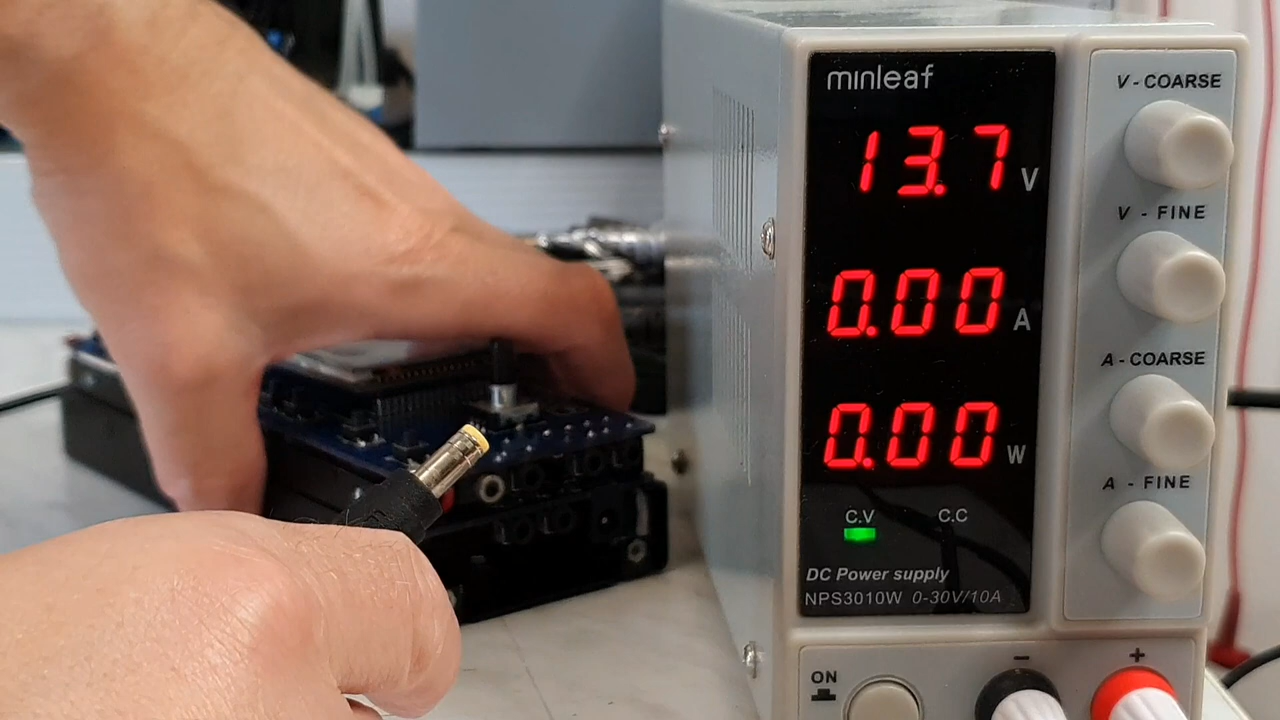 minleaf
V - COARSE
13.7 V
V - FINE
0.00 A
A - COARSE
0.00 W
A - FINE
C.V C.C
DC Power supply
NPS3010W 0-30V/10A
ON
- +